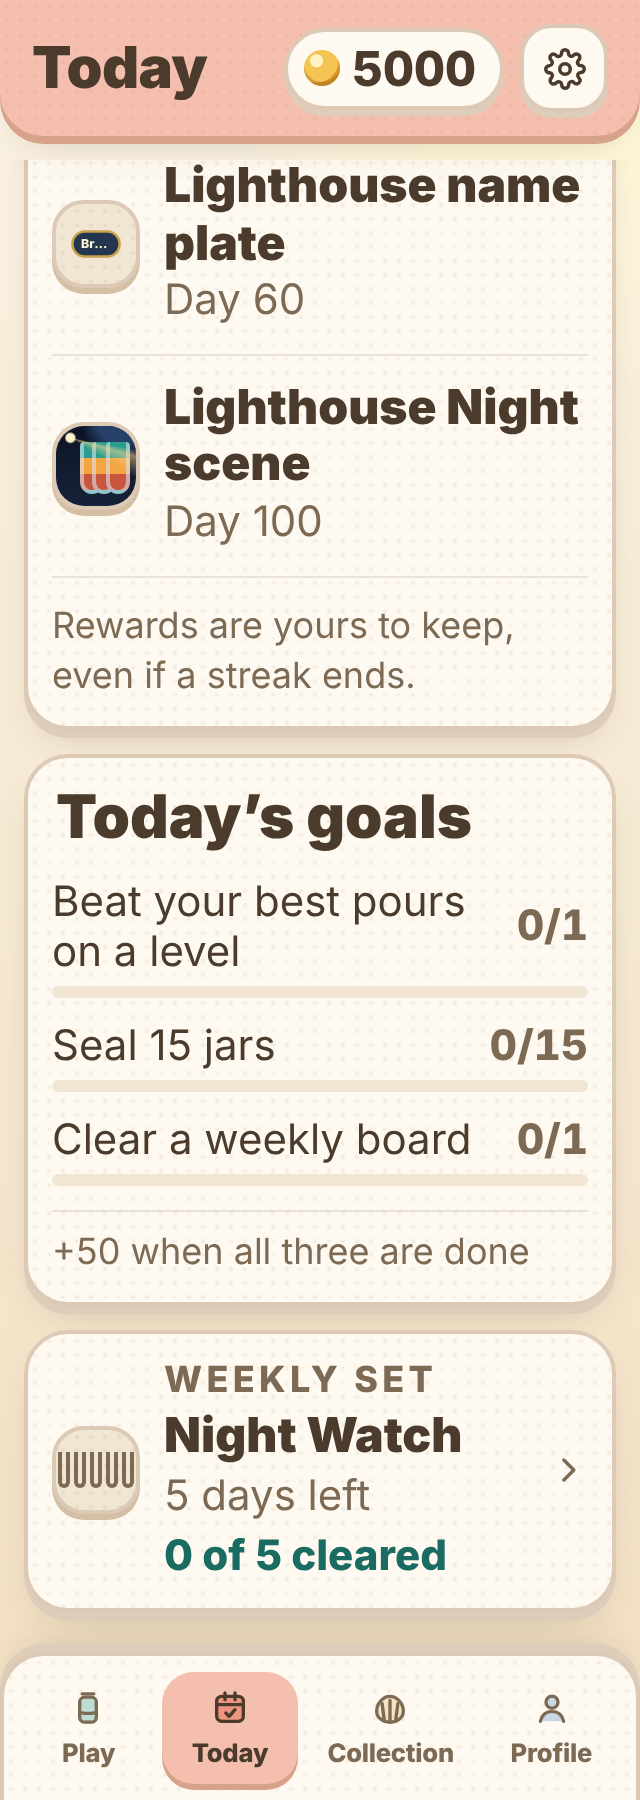 Today
5000
Lighthouse name
plate
Br...
Day 60
Lighthouse Night
scene
Day 100
Rewards are yours to keep,
even if a streak ends.
Today’s goals
Beat your best pours
on a level
0/1
Seal 15 jars
0/15
Clear a weekly board
0/1
+50 when all three are done
WEEKLY SET
Night Watch
5 days left
0 of 5 cleared
Play
Today
Collection
Profile